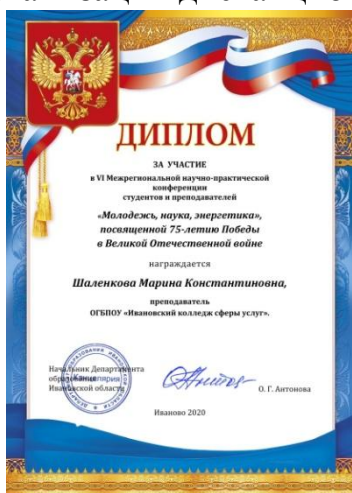 ДИПЛОМ
ЗА УЧАСТИЕ
в VI Межрегиональной научно-практической
конференции
студентов и преподавателей
«Молодежь, наука, энергетика»,
посвященной 75-летию Победы
в Великой Отечественной войне
награждается
Шаленкова Марина Константиновна,
преподаватель
ОГБПОУ «Ивановский колледж сферы услуг».
Начальник Департамента
образования
Ивановской области
Канцелярия
О. Г. Антонова
Иваново 2020